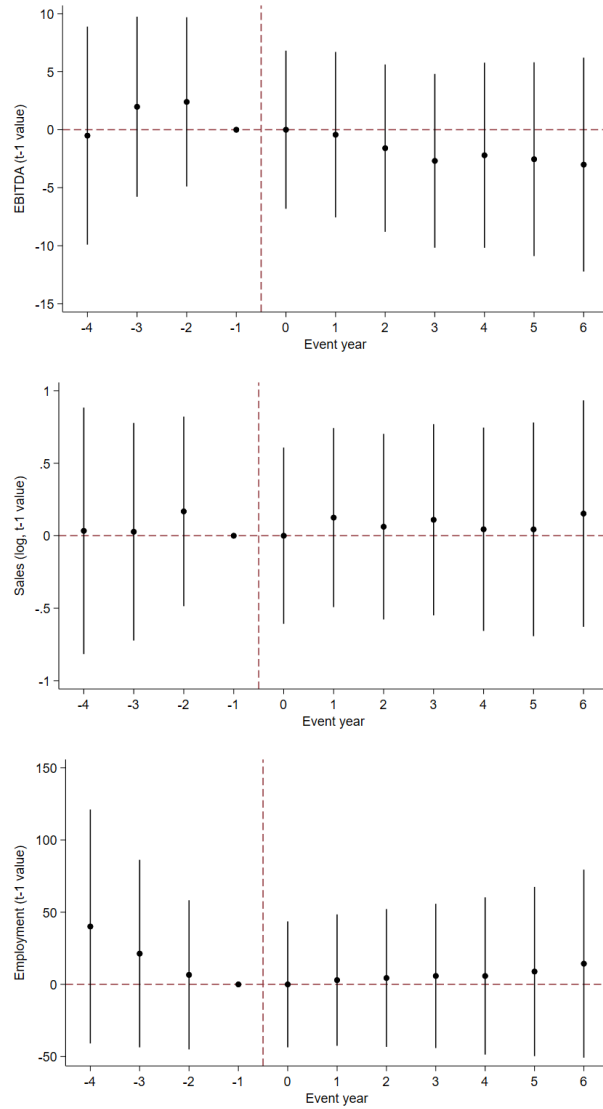 10
5
0
-5
-10
-15
EBITDA (t-1 value)
-4 -3 -2 -1 0 1 2 3 4 5 6
Event year
1
.5
0
-.5
-1
Sales (log, t-1 value)
-4 -3 -2 -1 0 1 2 3 4 5 6
Event year
150
100
50
0
-50
Employment (t-1 value)
-4 -3 -2 -1 0 1 2 3 4 5 6
Event year